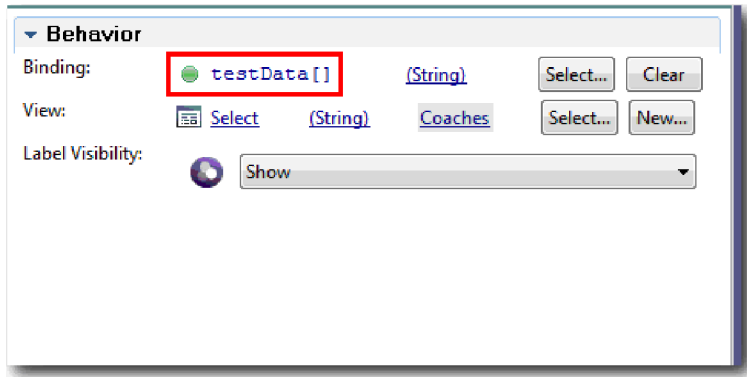 Behavior
Binding: testData[] (String) Select... Clear
View: Select (String) Coaches Select... New...
Label Visibility: Show